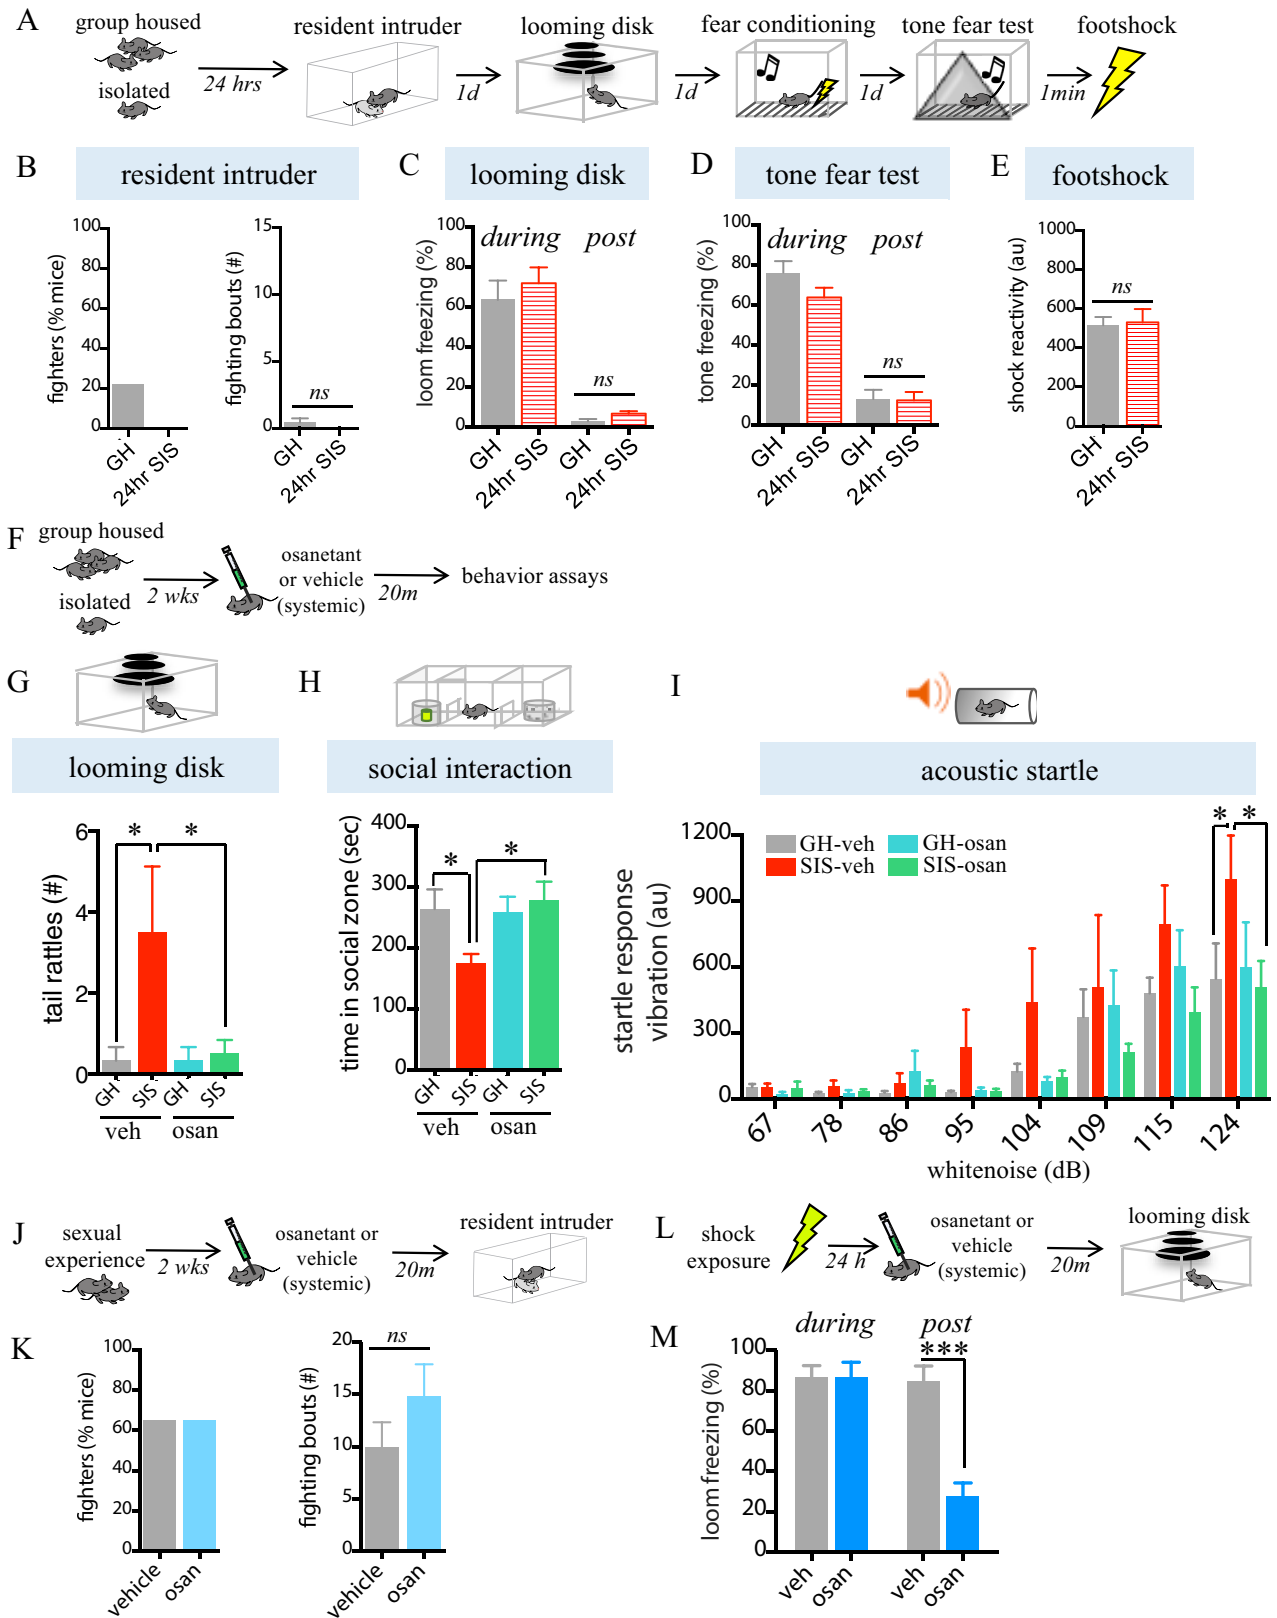 A
group housed
isolated
24 hrs
resident intruder
1d
looming disk
1d
fear conditioning
1d
tone fear test
1min
footshock
B
resident intruder
fighters (% mice)
100
80
60
40
20
0
GH
24hr SIS
fighting bouts (#)
15
10
5
0
ns
GH
24hr SIS
C
looming disk
loom freezing (%)
100
80
60
40
20
0
during
post
ns
GH
24hr SIS
GH
24hr SIS
D
tone fear test
tone freezing (%)
100
80
60
40
20
0
during
post
ns
GH
24hr SIS
GH
24hr SIS
E
footshock
shock reactivity (au)
1000
800
600
400
200
0
ns
GH
24hr SIS
F
group housed
isolated
2 wks
osanetant
or vehicle
(systemic)
20m
behavior assays
G
looming disk
tail rattles (#)
6
4
2
0
*
*
GH
SIS
GH
SIS
veh
osan
H
social interaction
time in social zone (sec)
400
300
200
100
0
*
*
GH
SIS
GH
SIS
veh
osan
I
acoustic startle
startle response
vibration (au)
1200
900
600
300
0
GH-veh
GH-osan
SIS-veh
SIS-osan
*
*
67
78
86
95
104
109
115
124
whitenoise (dB)
J
sexual
experience
2 wks
osanetant or
vehicle
(systemic)
20m
resident intruder
K
fighters (% mice)
100
80
60
40
20
0
vehicle
osan
fighting bouts (#)
20
15
10
5
0
ns
vehicle
osan
L
shock
exposure
24 h
osanetant or
vehicle
(systemic)
20m
looming disk
M
loom freezing (%)
100
80
60
40
20
0
during
post
***
veh
osan
veh
osan